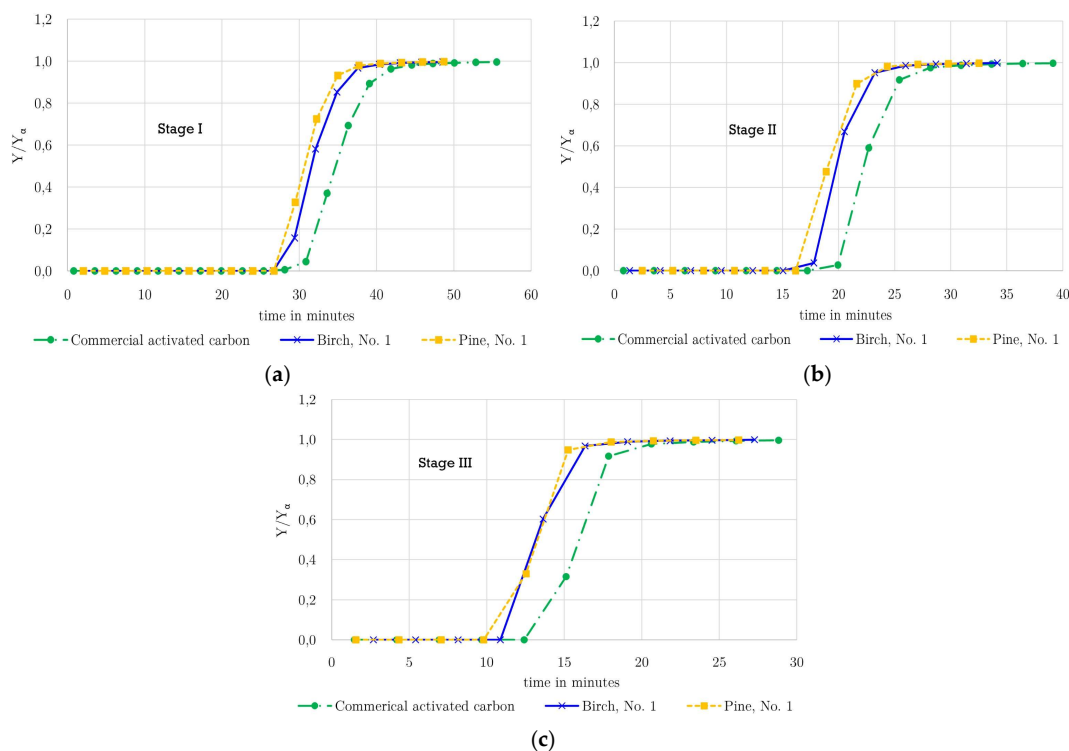 1,2
1,0
0,8
0,6
0,4
0,2
0,0
Y/Yα
Stage I
0 10 20 30 40 50 60
time in minutes
Commercial activated carbon Birch, No. 1 Pine, No. 1
(a)
1,2
1,0
0,8
0,6
0,4
0,2
0,0
Y/Yα
Stage II
0 5 10 15 20 25 30 35 40
time in minutes
Commercial activated carbon Birch, No. 1 Pine, No. 1
(b)
1,2
1,0
0,8
0,6
0,4
0,2
0,0
Y/Yα
Stage III
0 5 10 15 20 25 30
time in minutes
Commerical activated carbon Birch, No. 1 Pine, No. 1
(c)